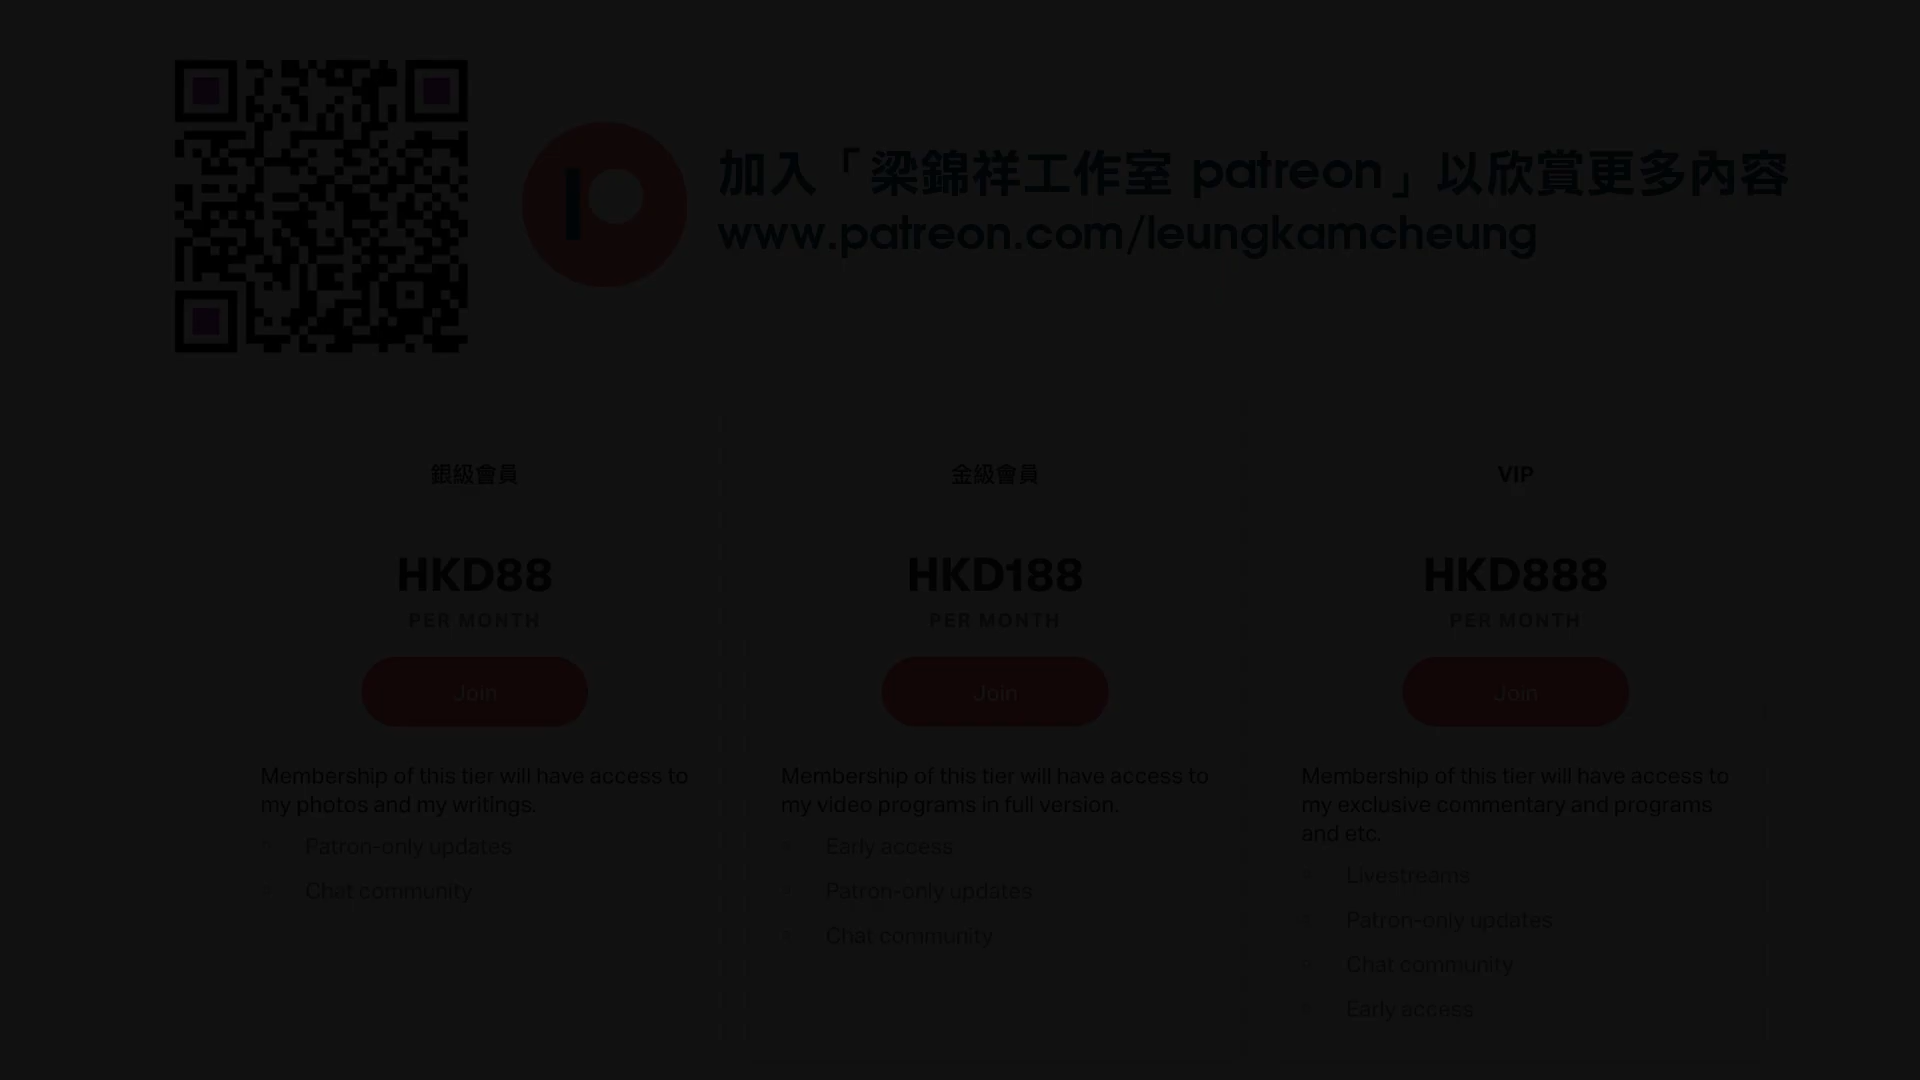 加入「梁錦祥工作室 patreon」以欣賞更多內容
www.patreon.com/leungkamcheung
銀級會員
HKD88
PER MONTH
Join
Membership of this tier will have access to
my photos and my writings.
Patron-only updates
Chat community
金級會員
HKD188
PER MONTH
Join
Membership of this tier will have access to
my video programs in full version.
Early access
Patron-only updates
Chat community
VIP
HKD888
PER MONTH
Join
Membership of this tier will have access to
my exclusive commentary and programs
and etc.
Livestreams
Patron-only updates
Chat community
Early access